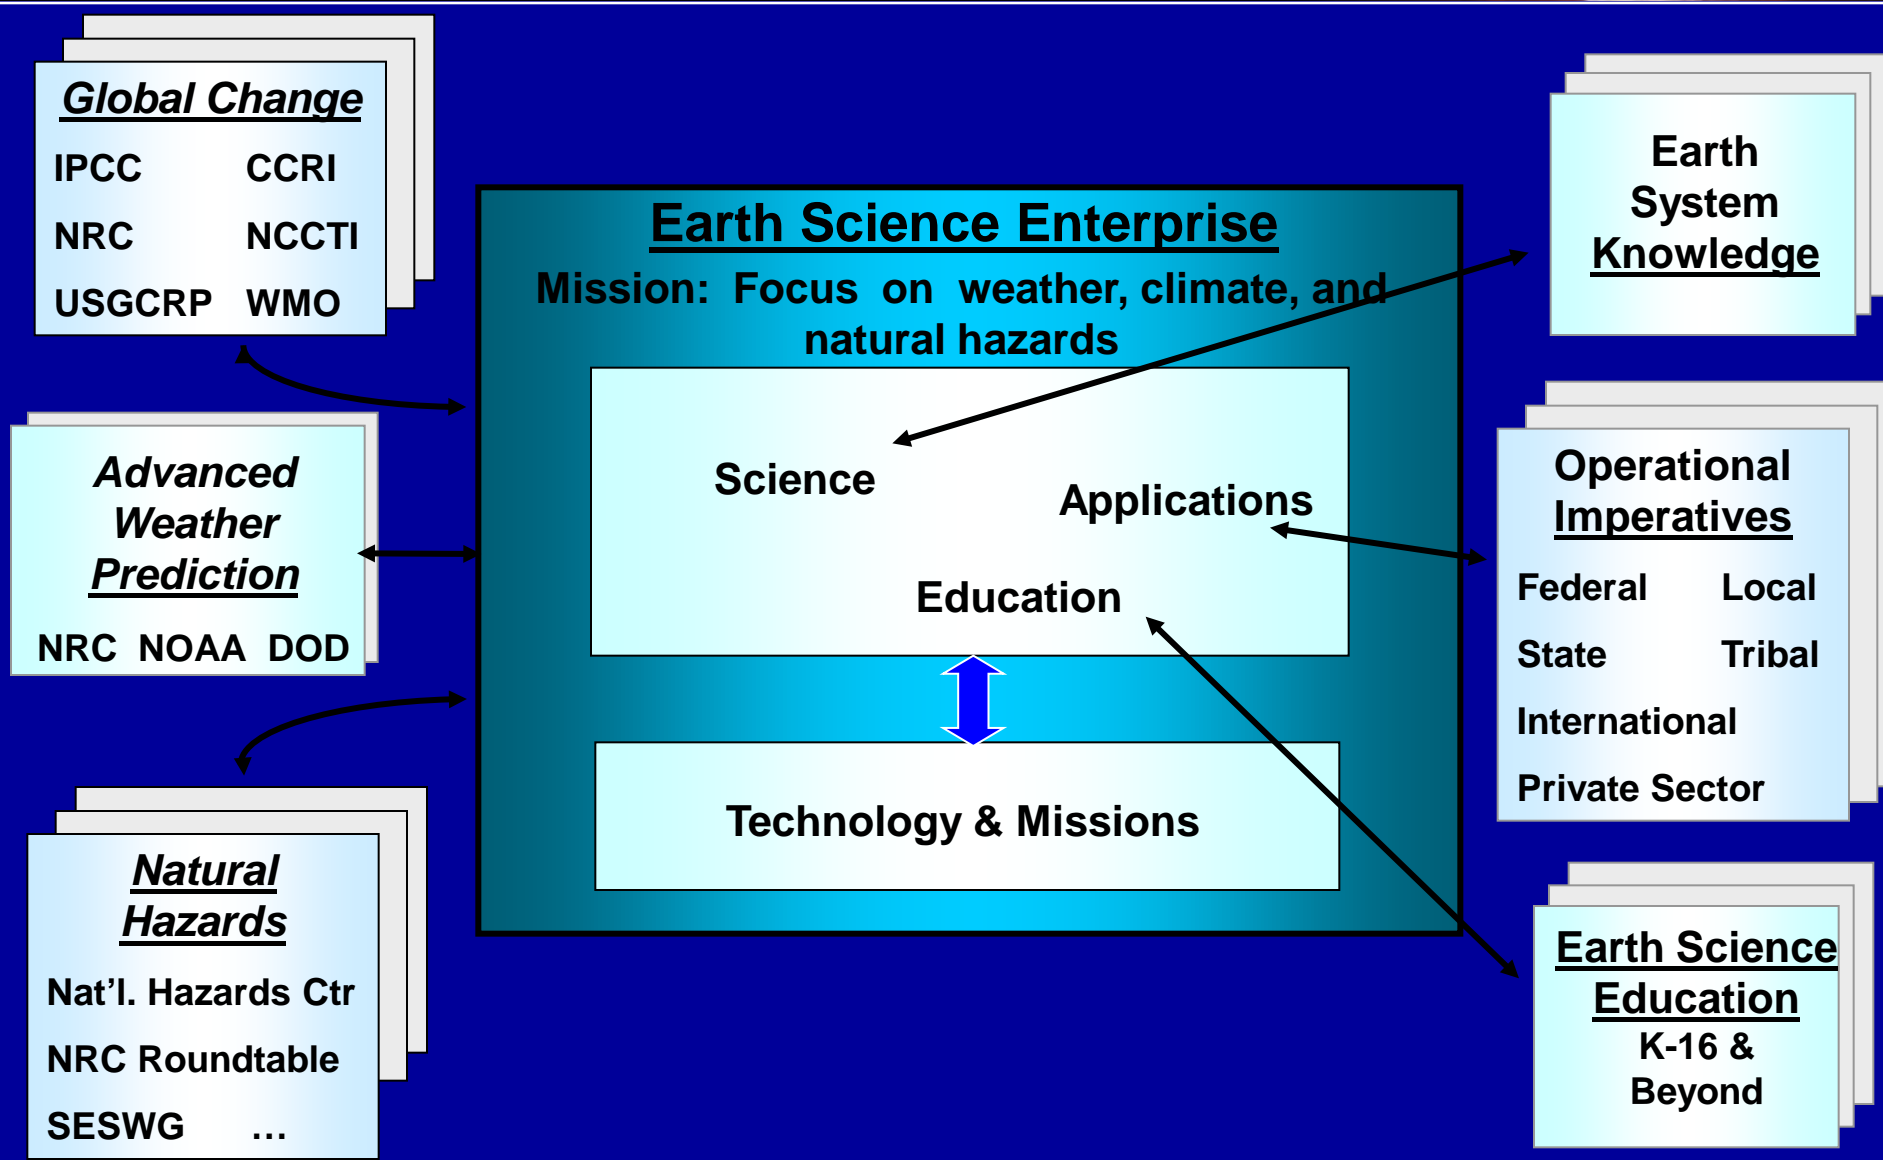 Global Change
IPCC CCRI
NRC NCCTI
USGCRP WMO
Advanced
Weather
Prediction
NRC NOAA DOD
Natural
Hazards
Nat’l. Hazards Ctr
NRC Roundtable
SESWG …
Earth Science Enterprise
Mission: Focus on weather, climate, and
natural hazards
Science
Applications
Education
Technology & Missions
Earth
System
Knowledge
Operational
Imperatives
Federal Local
State Tribal
International
Private Sector
Earth Science
Education
K-16 &
Beyond